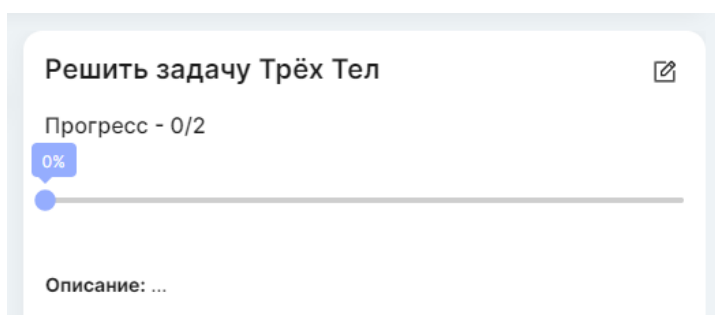 Решить задачу Трёх Тел
Прогресс - 0/2
0%
Описание: ...